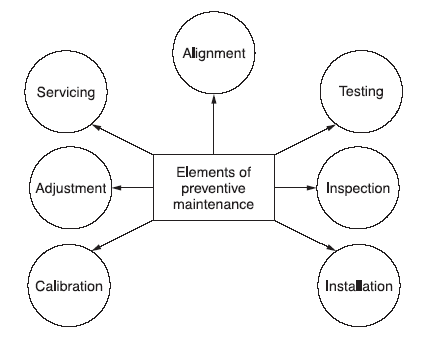 Alignment
Servicing
Testing
Elements of
preventive
maintenance
Adjustment
Inspection
Calibration
Installation